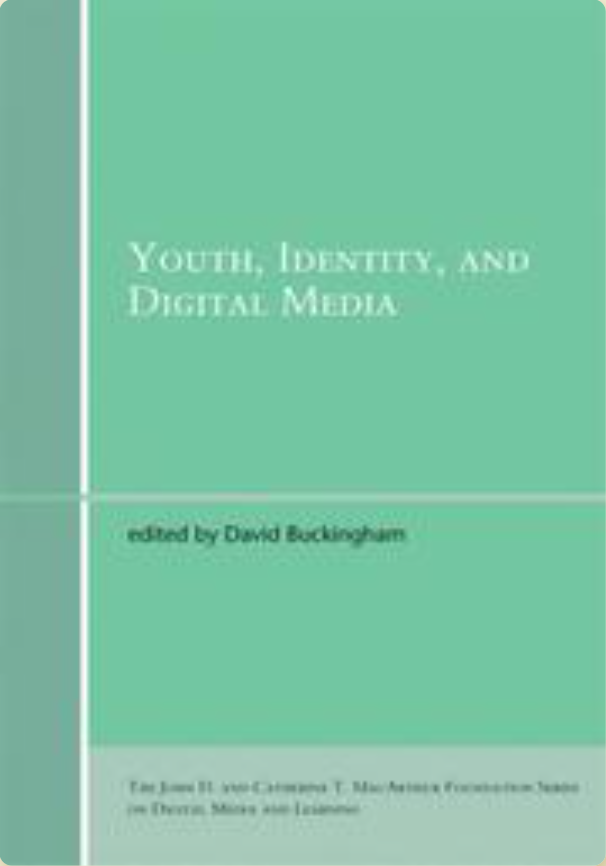 Youth, Identity, and
Digital Media
edited by David Buckingham
The John D. and Catherine T. MacArthur Foundation Series
on Digital Media and Learning